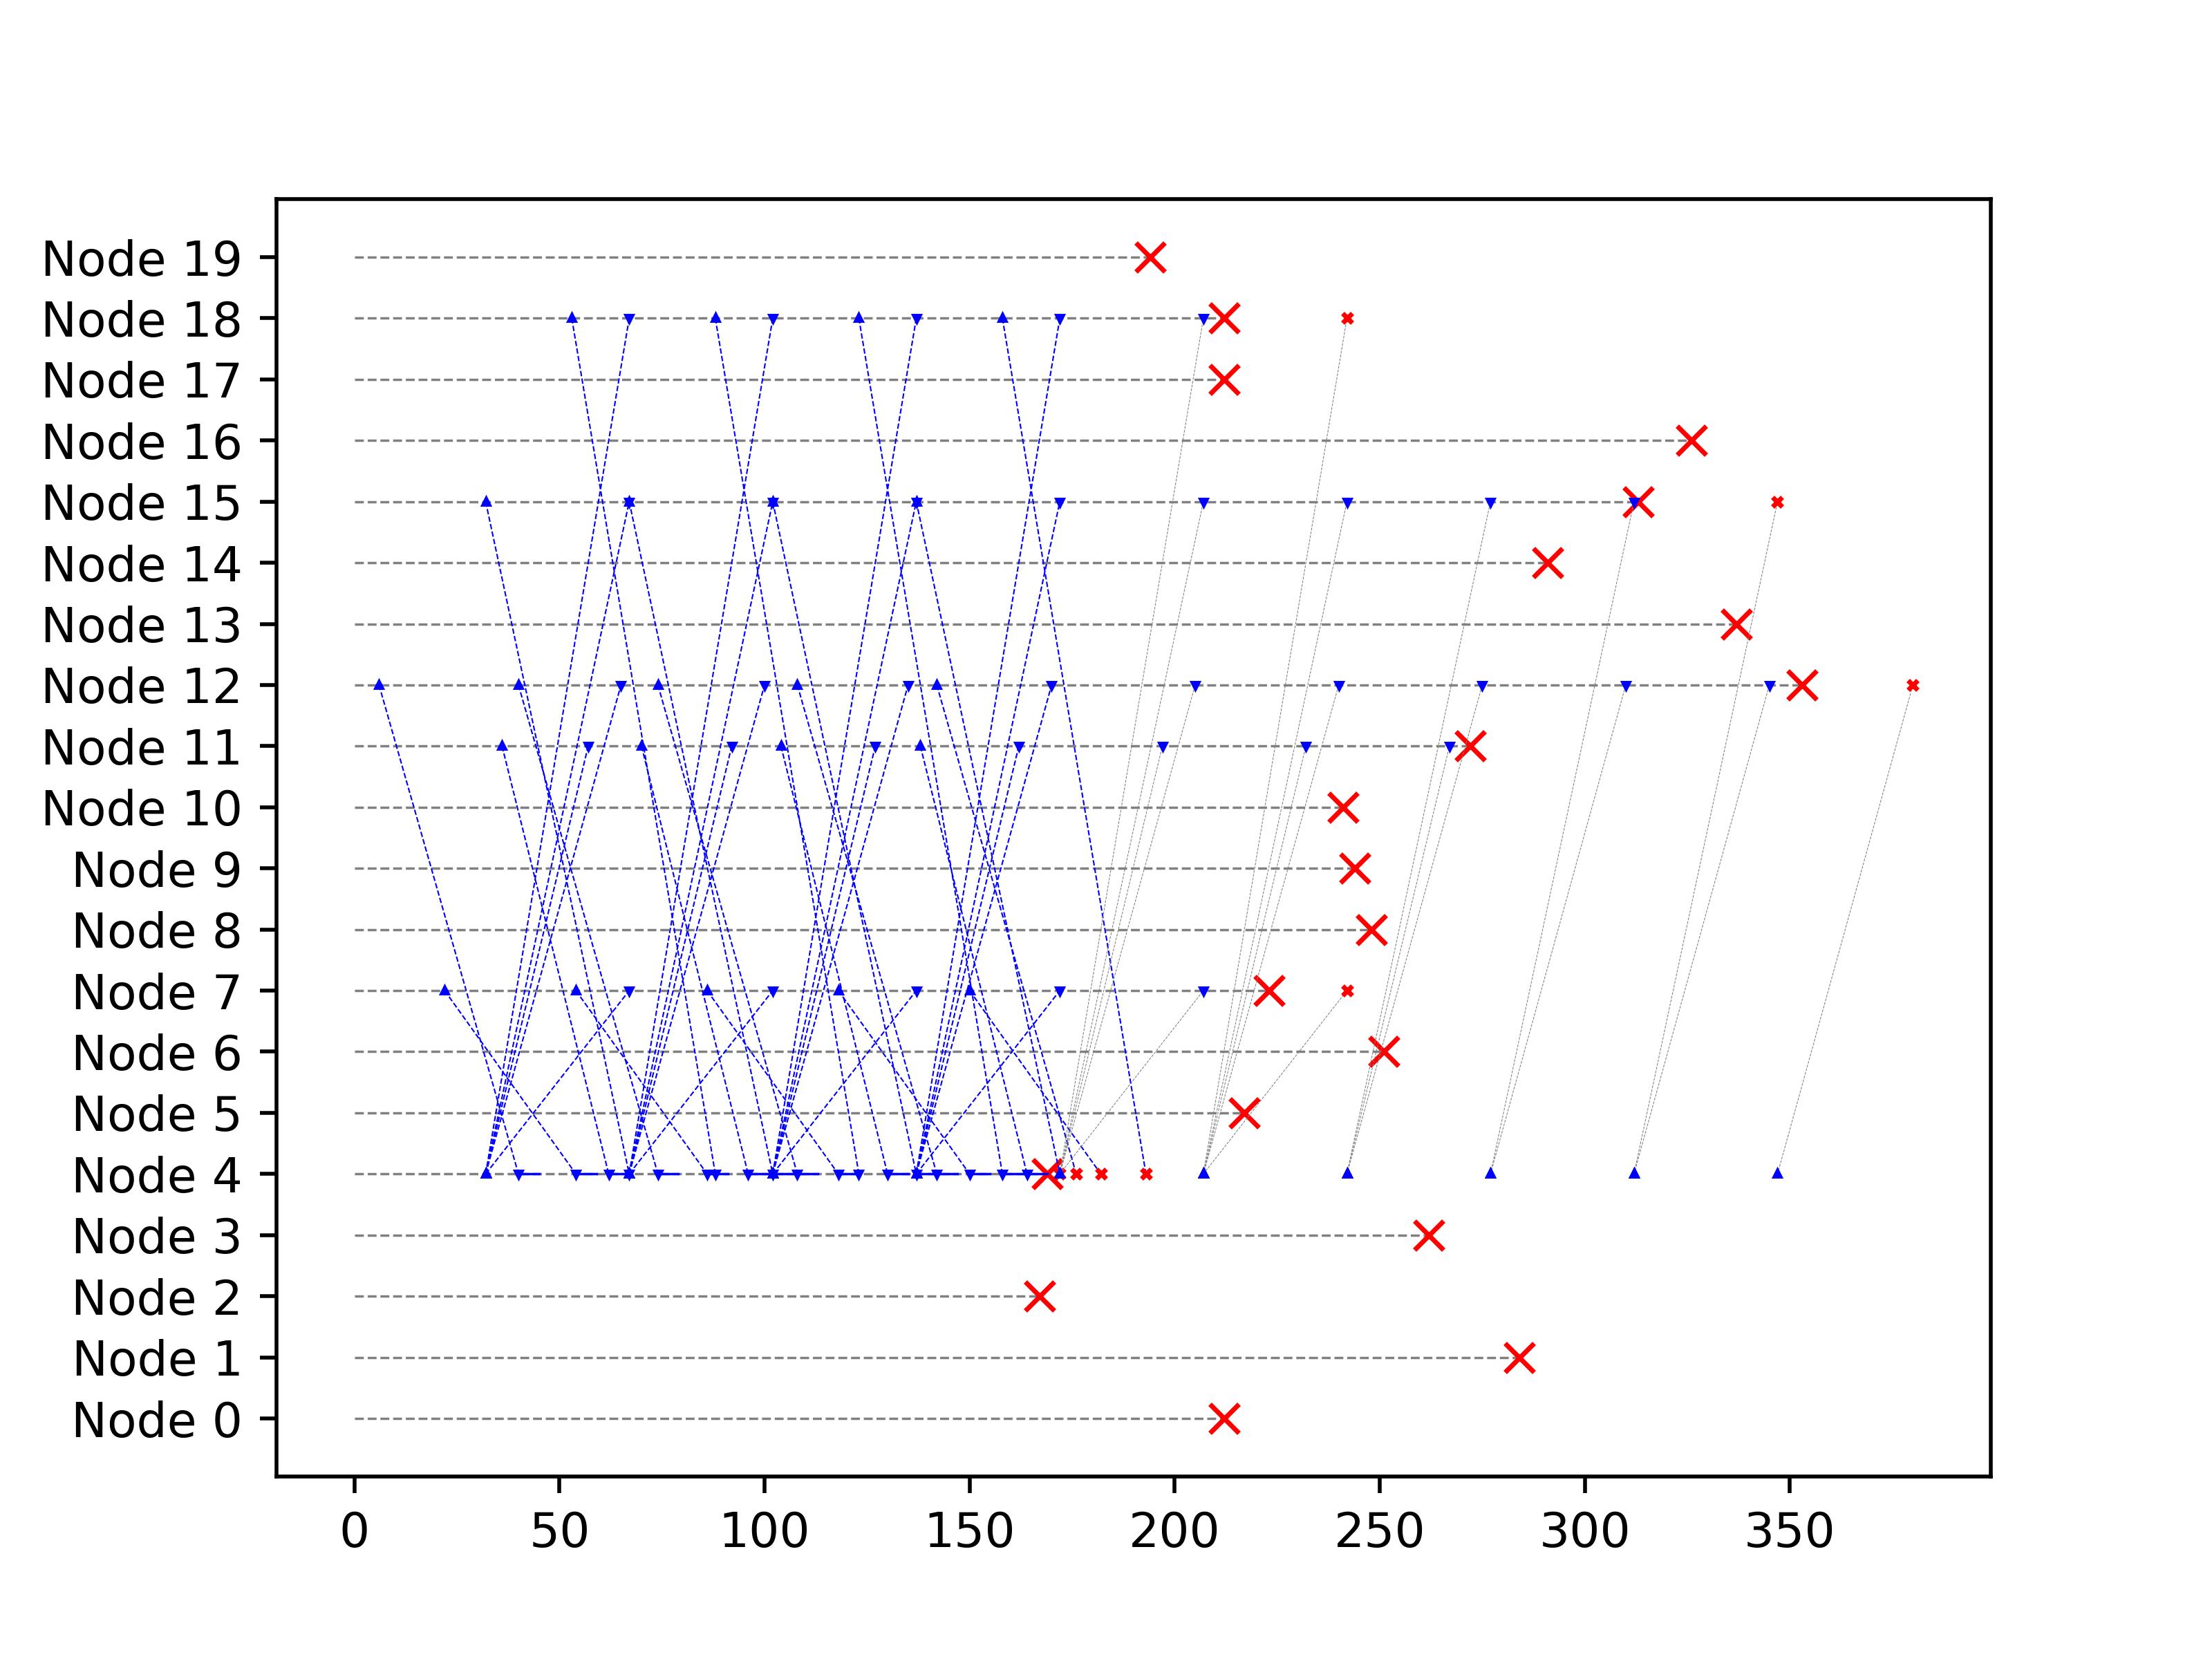 Node 19
Node 18
Node 17
Node 16
Node 15
Node 14
Node 13
Node 12
Node 11
Node 10
Node 9
Node 8
Node 7
Node 6
Node 5
Node 4
Node 3
Node 2
Node 1
Node 0
0 50 100 150 200 250 300 350